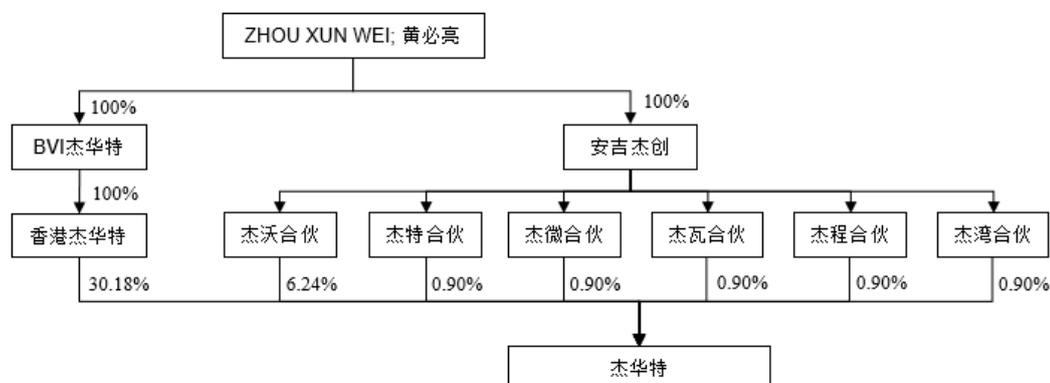 ZHOU XUN WEI; 黄必亮
100%
100%
BVI杰华特
安吉杰创
100%
香港杰华特
杰沃合伙
杰特合伙
杰微合伙
杰瓦合伙
杰程合伙
杰湾合伙
30.18%
6.24%
0.90%
0.90%
0.90%
0.90%
0.90%
杰华特